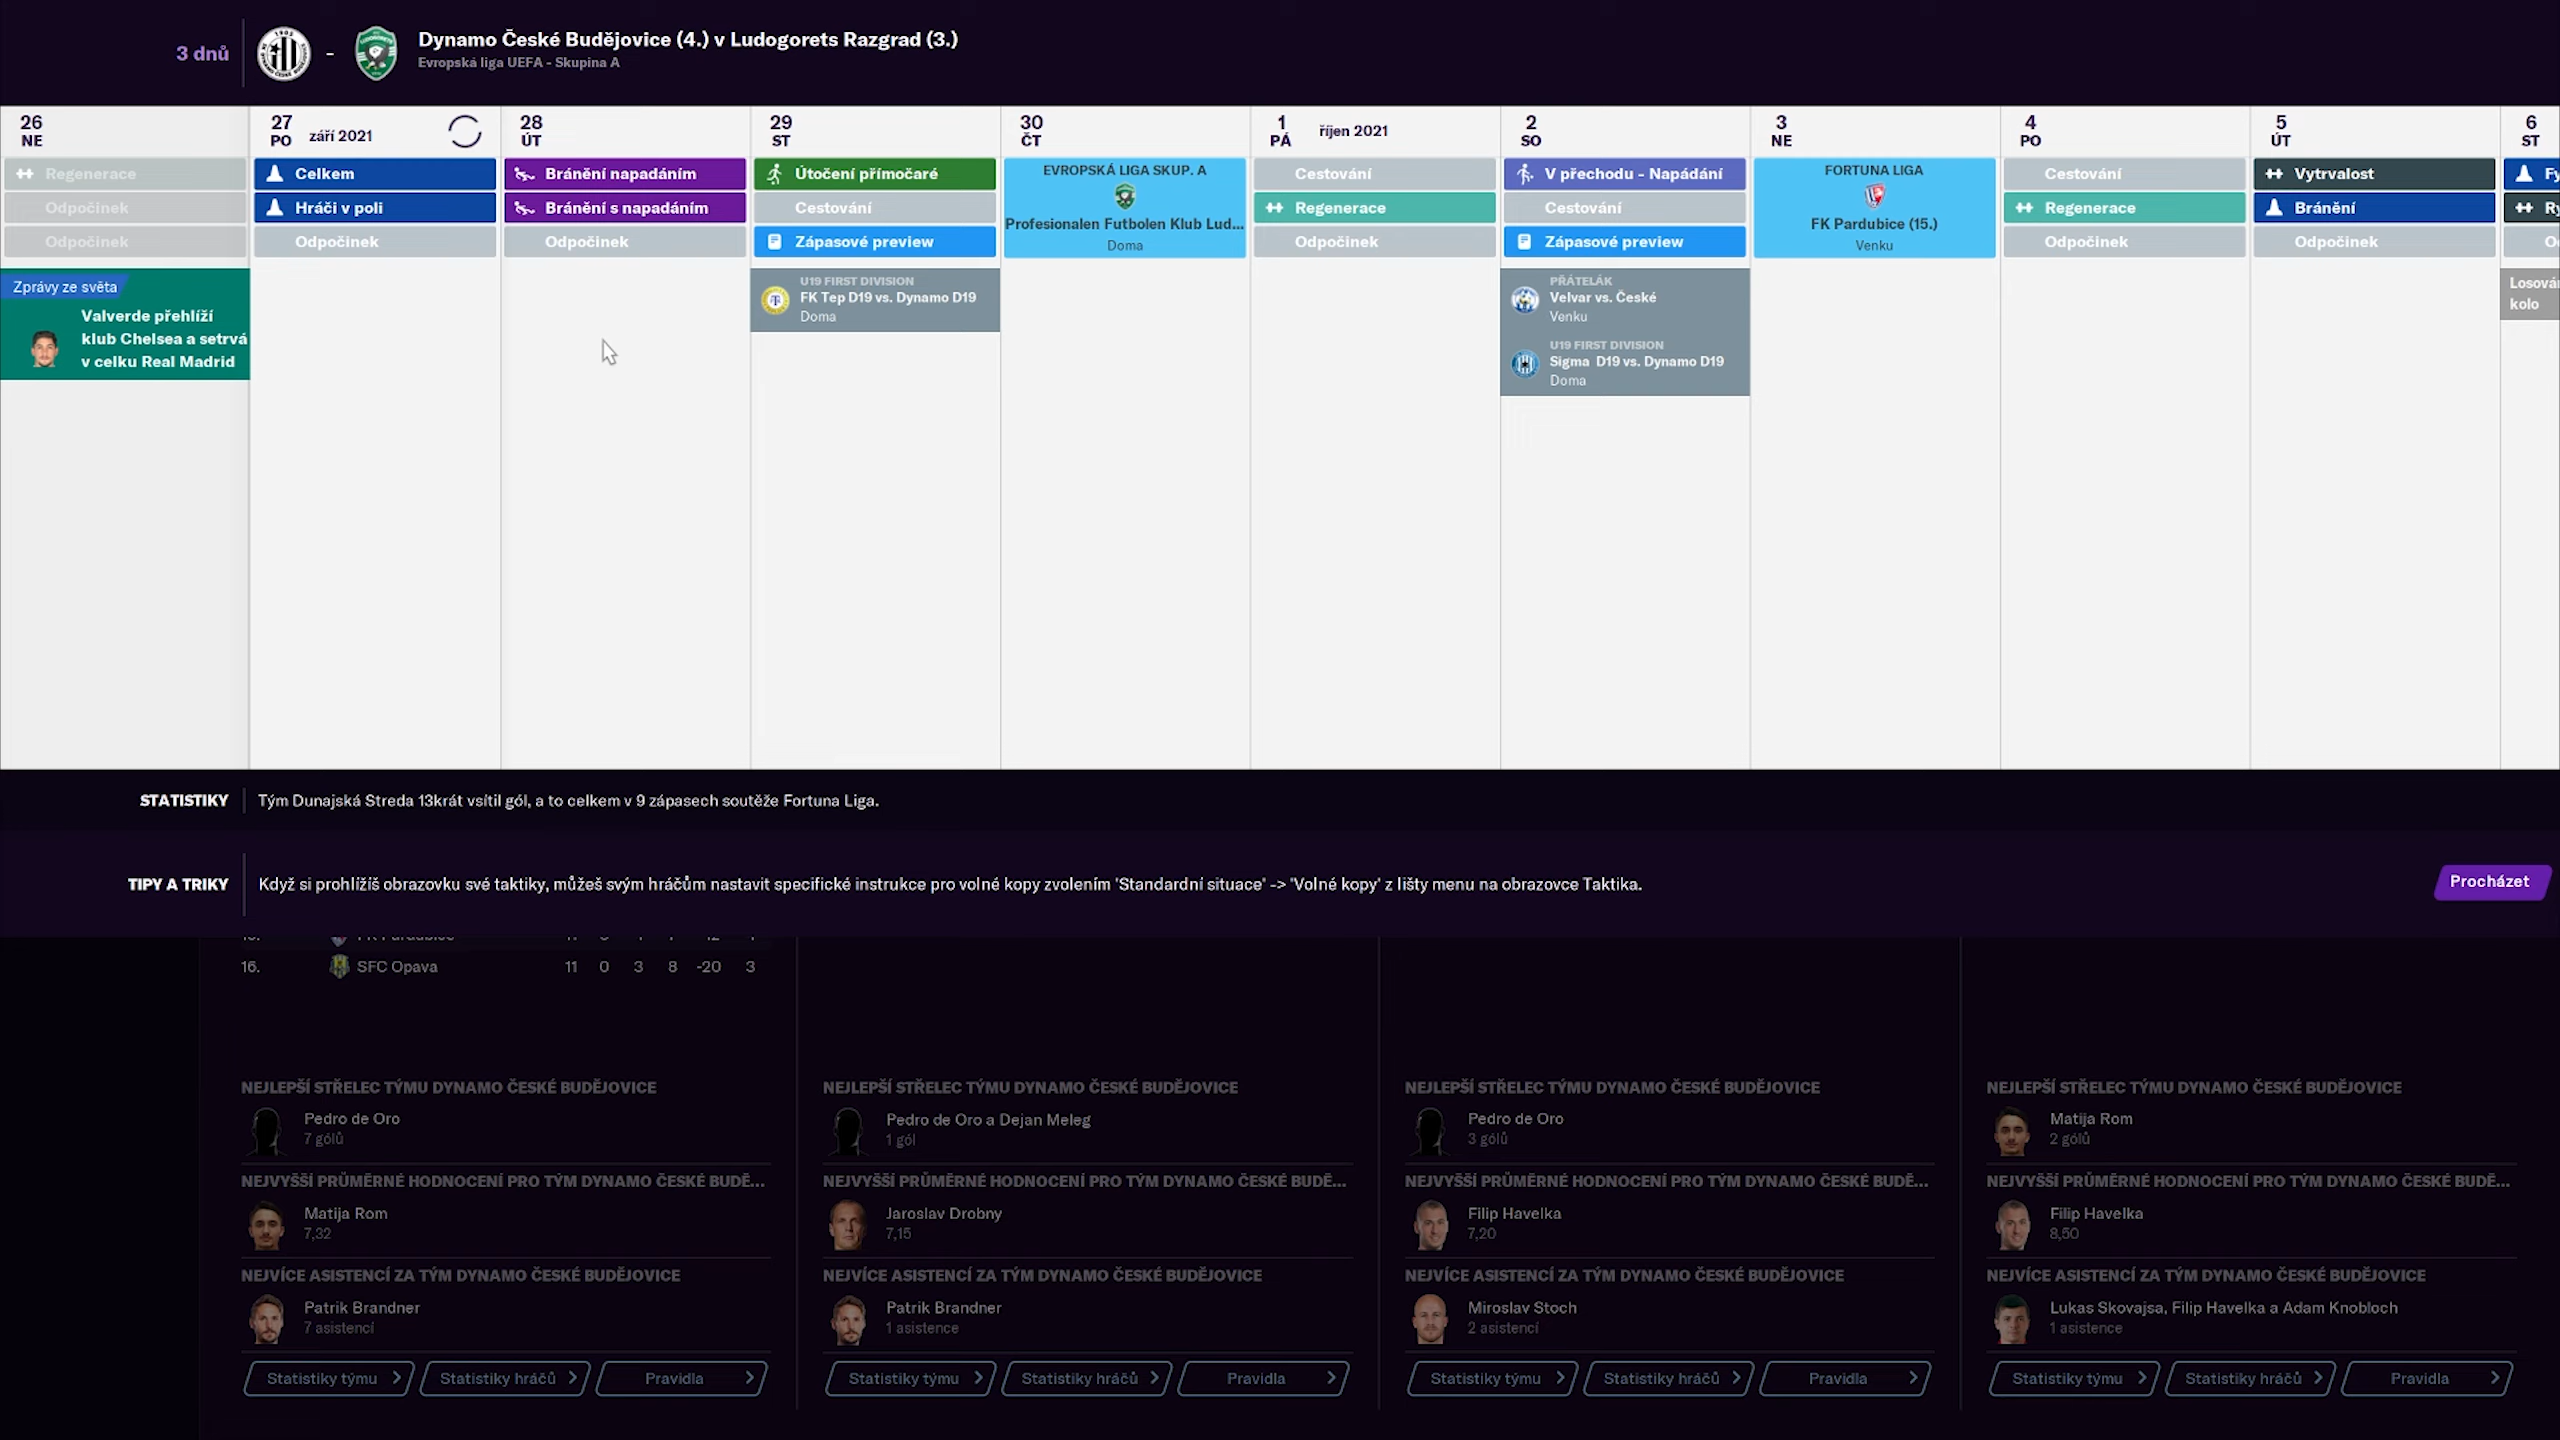 3 dnů
-
Dynamo České Budějovice (4.) v Ludogorets Razgrad (3.)
Evropská liga UEFA - Skupina A
26
NE
Regenerace
Odpočinek
Odpočinek
Zprávy ze světa
Valverde přehlíží
klub Chelsea a setrvá
v celku Real Madrid
27
PO
září 2021
Celkem
Hráči v poli
Odpočinek
28
ÚT
Bránění napadáním
Bránění s napadáním
Odpočinek
29
ST
Útočení přímočaré
Cestování
Zápasové preview
U19 FIRST DIVISION
FK Tep D19 vs. Dynamo D19
Doma
30
ČT
EVROPSKÁ LIGA SKUP. A
Profesionalen Futbolen Klub Lud...
Doma
1
PÁ
říjen 2021
Cestování
Regenerace
Odpočinek
2
SO
V přechodu - Napádání
Cestování
Zápasové preview
PŘÁTELÁK
Velvar vs. České
Venku
U19 FIRST DIVISION
Sigma D19 vs. Dynamo D19
Doma
3
NE
FORTUNA LIGA
FK Pardubice (15.)
Venku
4
PO
Cestování
Regenerace
Odpočinek
5
ÚT
Vytrvalost
Bránění
Odpočinek
6
ST
kolo
STATISTIKY
Tým Dunajská Streda 13krát vsítil gól, a to celkem v 9 zápasech soutěže Fortuna Liga.
TIPY A TRIKY
Když si prohlížíš obrazovku své taktiky, můžeš svým hráčům nastavit specifické instrukce pro volné kopy zvolením 'Standardní situace' -> 'Volné kopy' z lišty menu na obrazovce Taktika.
Procházet
16. SFC Opava 11 0 3 8 -20 3
NEJLEPŠÍ STŘELEC TÝMU DYNAMO ČESKÉ BUDĚJOVICE
Pedro de Oro
7 gólů
NEJVYŠŠÍ PRŮMĚRNÉ HODNOCENÍ PRO TÝM DYNAMO ČESKÉ BUDĚ...
Matija Rom
7,32
NEJVÍCE ASISTENCÍ ZA TÝM DYNAMO ČESKÉ BUDĚJOVICE
Patrik Brandner
7 asistencí
Statistiky týmu
Statistiky hráčů
Pravidla
NEJLEPŠÍ STŘELEC TÝMU DYNAMO ČESKÉ BUDĚJOVICE
Pedro de Oro a Dejan Meleg
1 gól
NEJVYŠŠÍ PRŮMĚRNÉ HODNOCENÍ PRO TÝM DYNAMO ČESKÉ BUDĚ...
Jaroslav Drobny
7,15
NEJVÍCE ASISTENCÍ ZA TÝM DYNAMO ČESKÉ BUDĚJOVICE
Patrik Brandner
1 asistence
Statistiky týmu
Statistiky hráčů
Pravidla
NEJLEPŠÍ STŘELEC TÝMU DYNAMO ČESKÉ BUDĚJOVICE
Pedro de Oro
3 gólů
NEJVYŠŠÍ PRŮMĚRNÉ HODNOCENÍ PRO TÝM DYNAMO ČESKÉ BUDĚ...
Filip Havelka
7,20
NEJVÍCE ASISTENCÍ ZA TÝM DYNAMO ČESKÉ BUDĚJOVICE
Miroslav Stoch
2 asistencí
Statistiky týmu
Statistiky hráčů
Pravidla
NEJLEPŠÍ STŘELEC TÝMU DYNAMO ČESKÉ BUDĚJOVICE
Matija Rom
2 gólů
NEJVYŠŠÍ PRŮMĚRNÉ HODNOCENÍ PRO TÝM DYNAMO ČESKÉ BUDĚ...
Filip Havelka
8,50
NEJVÍCE ASISTENCÍ ZA TÝM DYNAMO ČESKÉ BUDĚJOVICE
Lukas Skovajsa, Filip Havelka a Adam Knobloch
1 asistence
Statistiky týmu
Statistiky hráčů
Pravidla